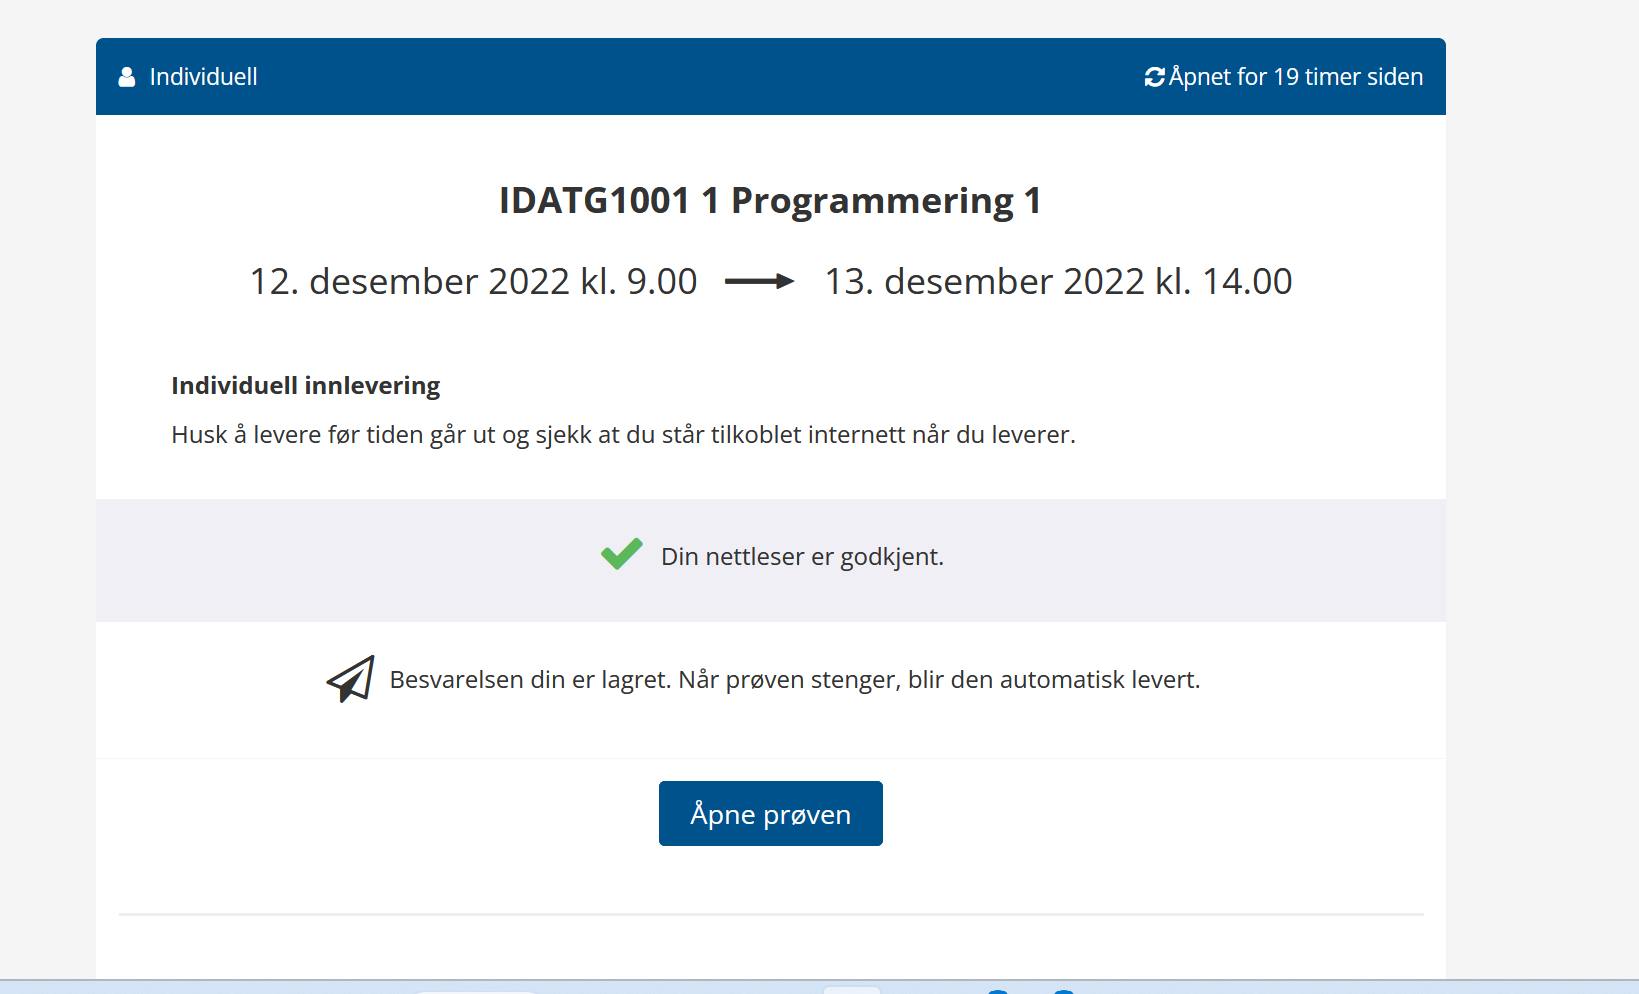 Individuell
Åpnet for 19 timer siden
IDATG1001 1 Programmering 1
12. desember 2022 kl. 9.00 → 13. desember 2022 kl. 14.00
Individuell innlevering
Husk å levere før tiden går ut og sjekk at du står tilkoblet internett når du leverer.
Din nettleser er godkjent.
Besvarelsen din er lagret. Når prøven stenger, blir den automatisk levert.
Åpne prøven